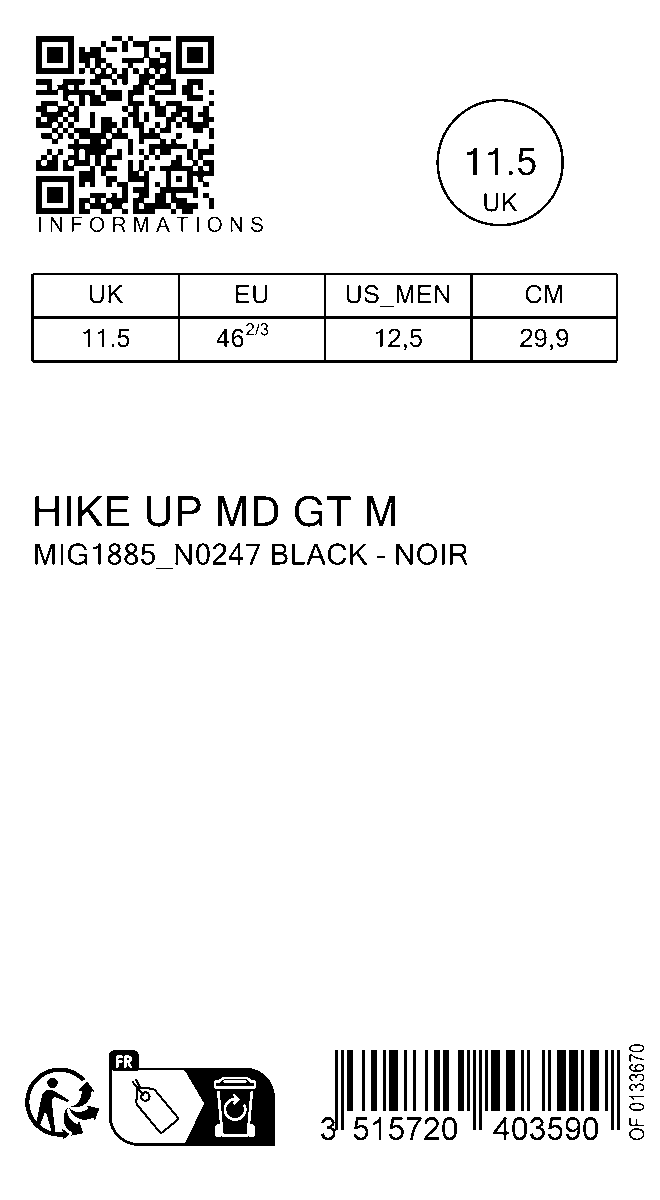 INFORMATIONS
11.5
UK
UK EU US_MEN CM
11.5 46 2/3 12,5 29,9
HIKE UP MD GT M
MIG1885_N0247 BLACK - NOIR
FR
3 515720 403590
OF 0133670